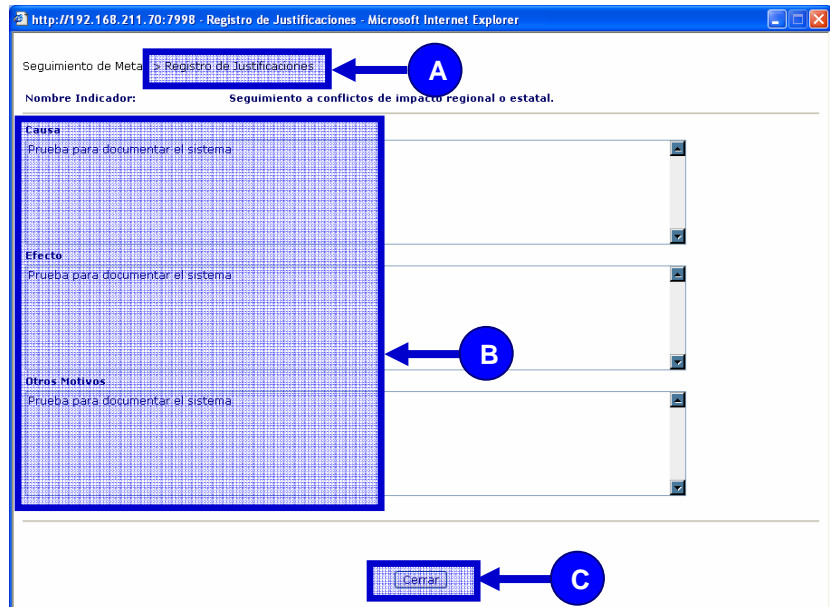 http://192.168.211.70:7998 - Registro de Justificaciones - Microsoft Internet Explorer
Seguimiento de Meta > Registro de Justificaciones
A
Nombre Indicador: Seguimiento a conflictos de impacto regional o estatal.
Causa
Prueba para documentar el sistema
Efecto
Prueba para documentar el sistema
B
Otros Motivos
Prueba para documentar el sistema
Cerrar
C